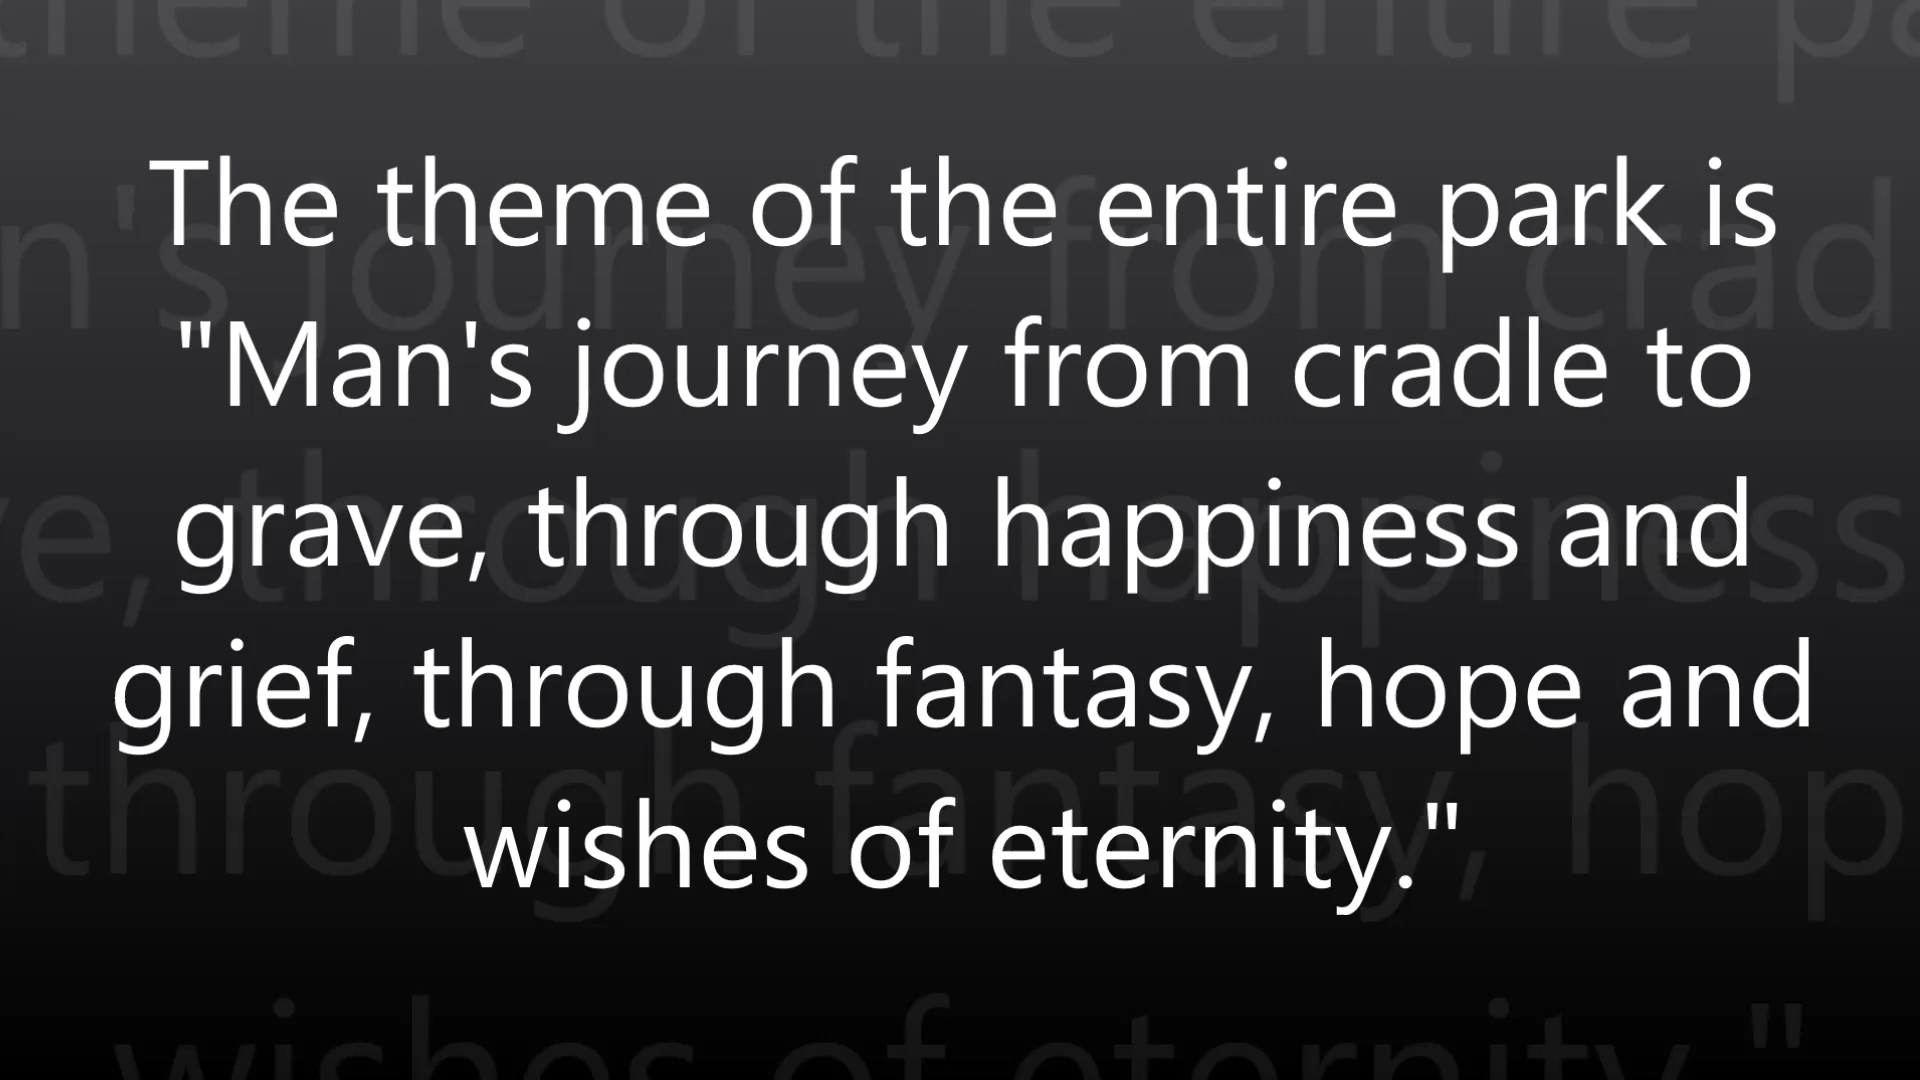 The theme of the entire park is
"Man's journey from cradle to
grave, through happiness and
grief, through fantasy, hope and
wishes of eternity."